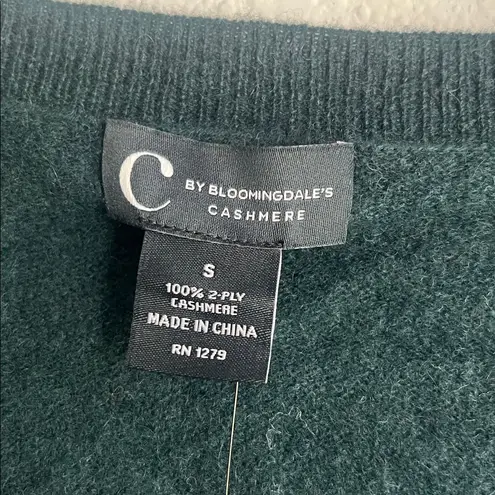 C BY BLOOMINGDALE'S
CASHMERE
S
100% 2-PLY
CASHMERE
MADE IN CHINA
RN 1279